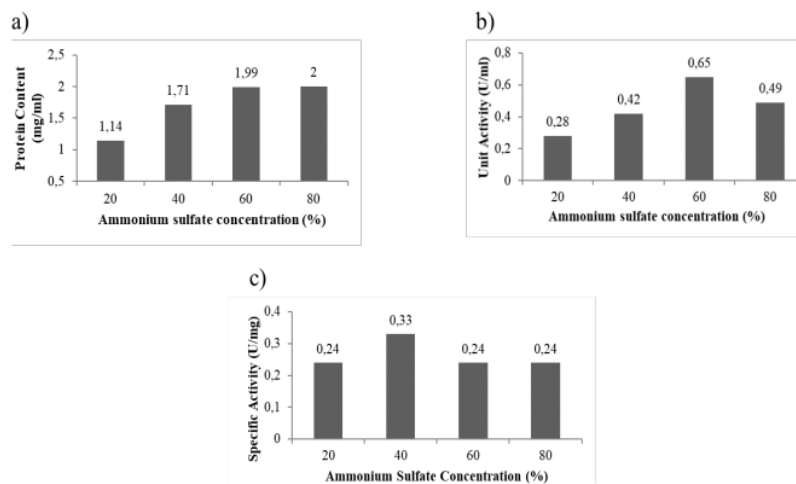 a)
Protein Content
(mg/ml)
2,5
2
1,5
1
0,5
1,14
1,71
1,99
2
20 40 60 80
Ammonium sulfate concentration (%)
b)
Unit Activity (U/ml)
0,8
0,6
0,4
0,2
0
0,28
0,42
0,65
0,49
20 40 60 80
Ammonium sulfate concentration (%)
c)
Specific Activity (U/mg)
0,4
0,3
0,2
0,1
0
0,24
0,33
0,24
0,24
20 40 60 80
Ammonium Sulfate Concentration (%)